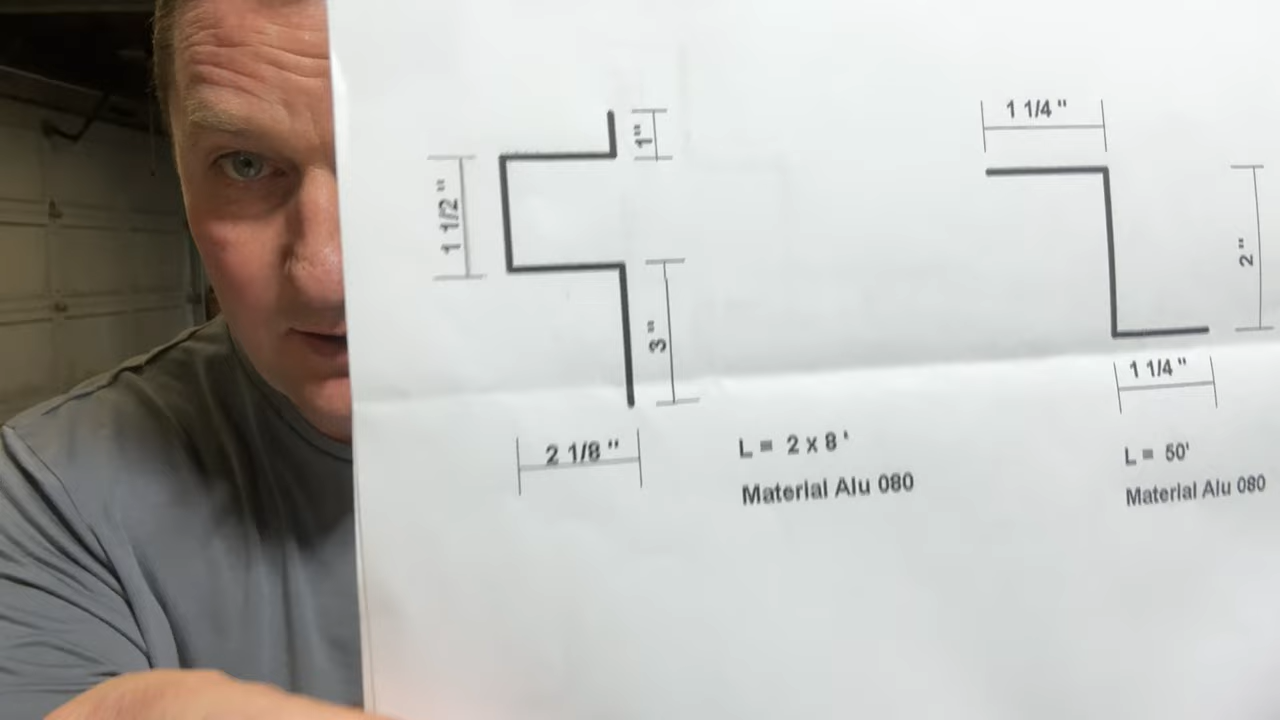 1"
1 1/2"
3"
2 1/8"
L = 2 x 8'
Material Alu 080
1 1/4"
2"
1 1/4"
L = 50'
Material Alu 080